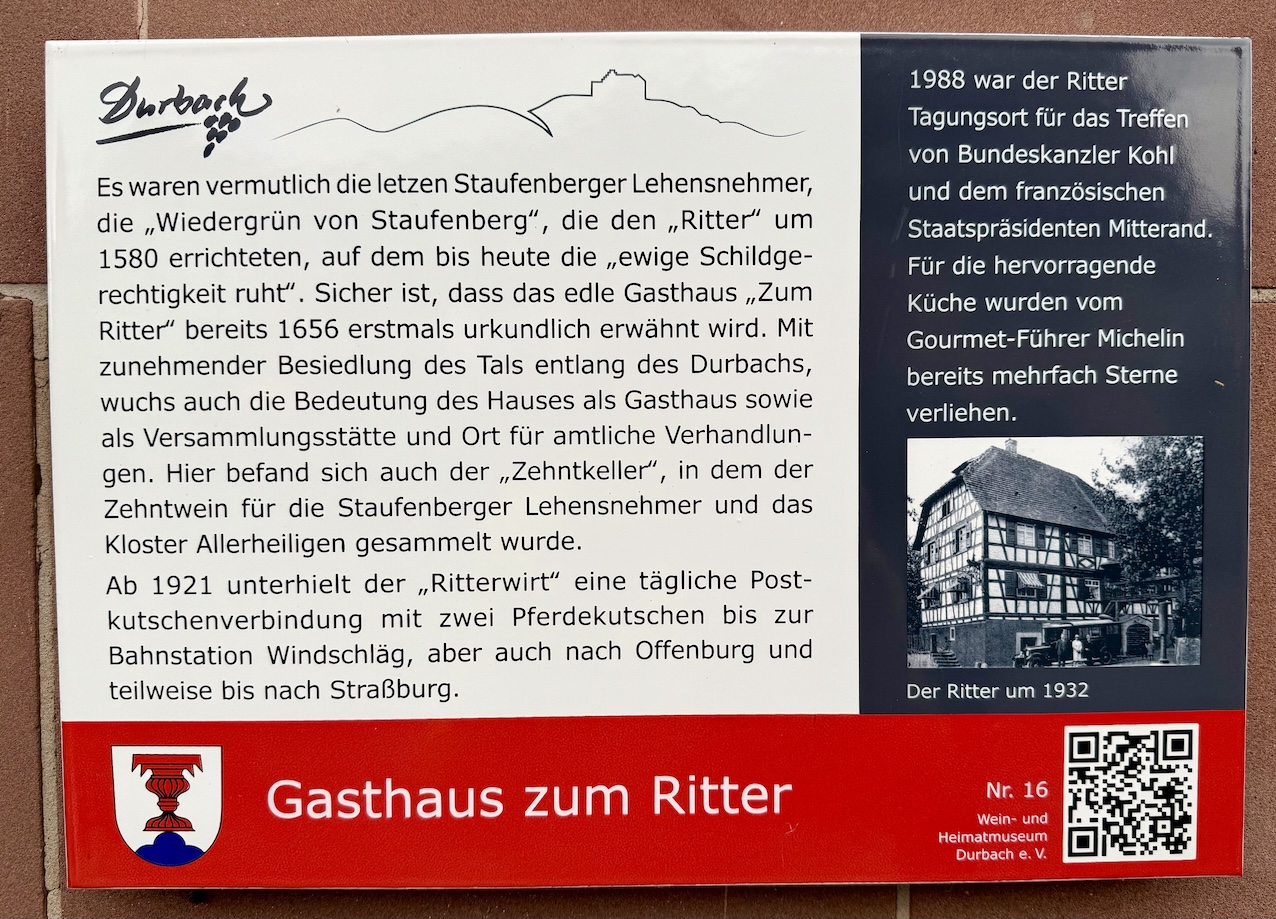 Durbach
Es waren vermutlich die letzen Staufenberger Lehensnehmer,
die „Wiedergrün von Staufenberg“, die den „Ritter“ um
1580 errichteten, auf dem bis heute die „ewige Schildge-
rechtigkeit ruht“. Sicher ist, dass das edle Gasthaus „Zum
Ritter“ bereits 1656 erstmals urkundlich erwähnt wird. Mit
zunehmender Besiedlung des Tals entlang des Durbachs,
wuchs auch die Bedeutung des Hauses als Gasthaus sowie
als Versammlungsstätte und Ort für amtliche Verhandlun-
gen. Hier befand sich auch der „Zehntkeller“, in dem der
Zehntwein für die Staufenberger Lehensnehmer und das
Kloster Allerheiligen gesammelt wurde.
Ab 1921 unterhielt der „Ritterwirt“ eine tägliche Post-
kutschenverbindung mit zwei Pferdekutschen bis zur
Bahnstation Windschläg, aber auch nach Offenburg und
teilweise bis nach Straßburg.
1988 war der Ritter
Tagungsort für das Treffen
von Bundeskanzler Kohl
und dem französischen
Staatspräsidenten Mitterand.
Für die hervorragende
Küche wurden vom
Gourmet-Führer Michelin
bereits mehrfach Sterne
verliehen.
Der Ritter um 1932
Gasthaus zum Ritter
Nr. 16
Wein- und
Heimatmuseum
Durbach e. V.